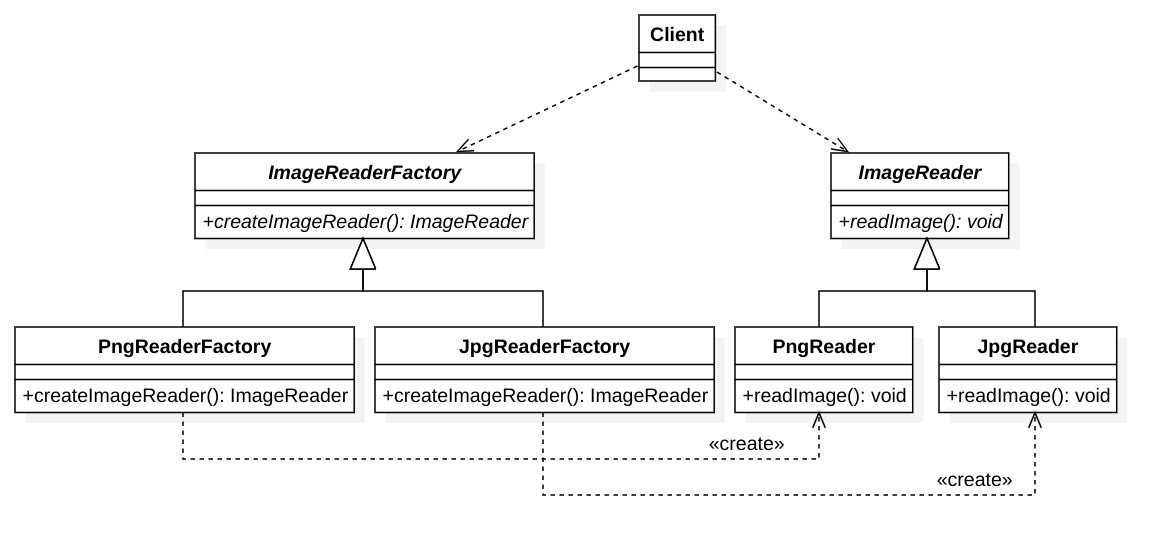 Client
ImageReaderFactory
+createImageReader(): ImageReader
ImageReader
+readImage(): void
PngReaderFactory
+createImageReader(): ImageReader
JpgReaderFactory
+createImageReader(): ImageReader
PngReader
+readImage(): void
JpgReader
+readImage(): void
«create»
«create»